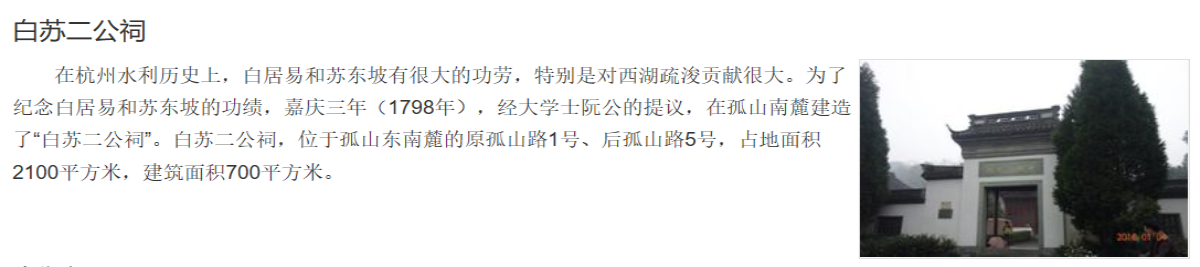 白苏二公祠
在杭州水利历史上，白居易和苏东坡有很大的功劳，特别是对西湖疏浚贡献很大。为了
纪念白居易和苏东坡的功绩，嘉庆三年（1798年），经大学士阮公的提议，在孤山南麓建造
了“白苏二公祠”。白苏二公祠，位于孤山东南麓的原孤山路1号、后孤山路5号，占地面积
2100平方米，建筑面积700平方米。